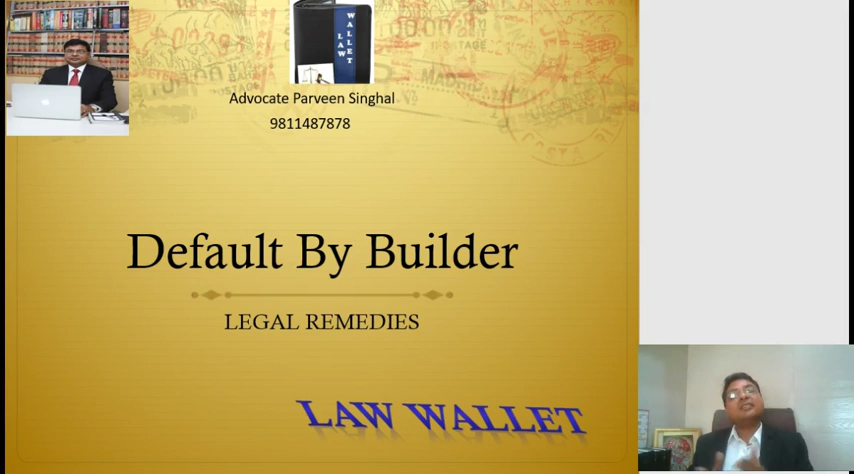 WALLET
LAW
Advocate Parveen Singhal
9811487878
Default By Builder
LEGAL REMEDIES
LAW WALLET